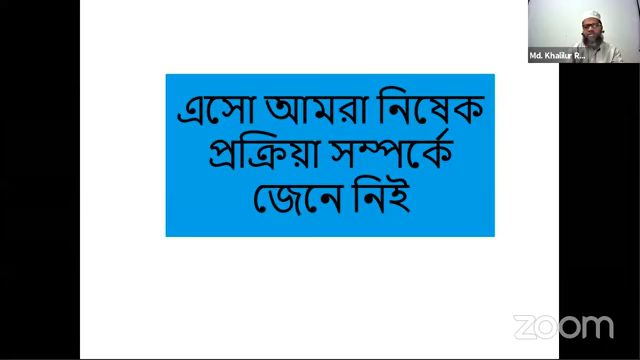 Md. Khalilur R...
এসো আমরা নিষেক
প্রক্রিয়া সম্পর্কে
জেনে নিই
zoom